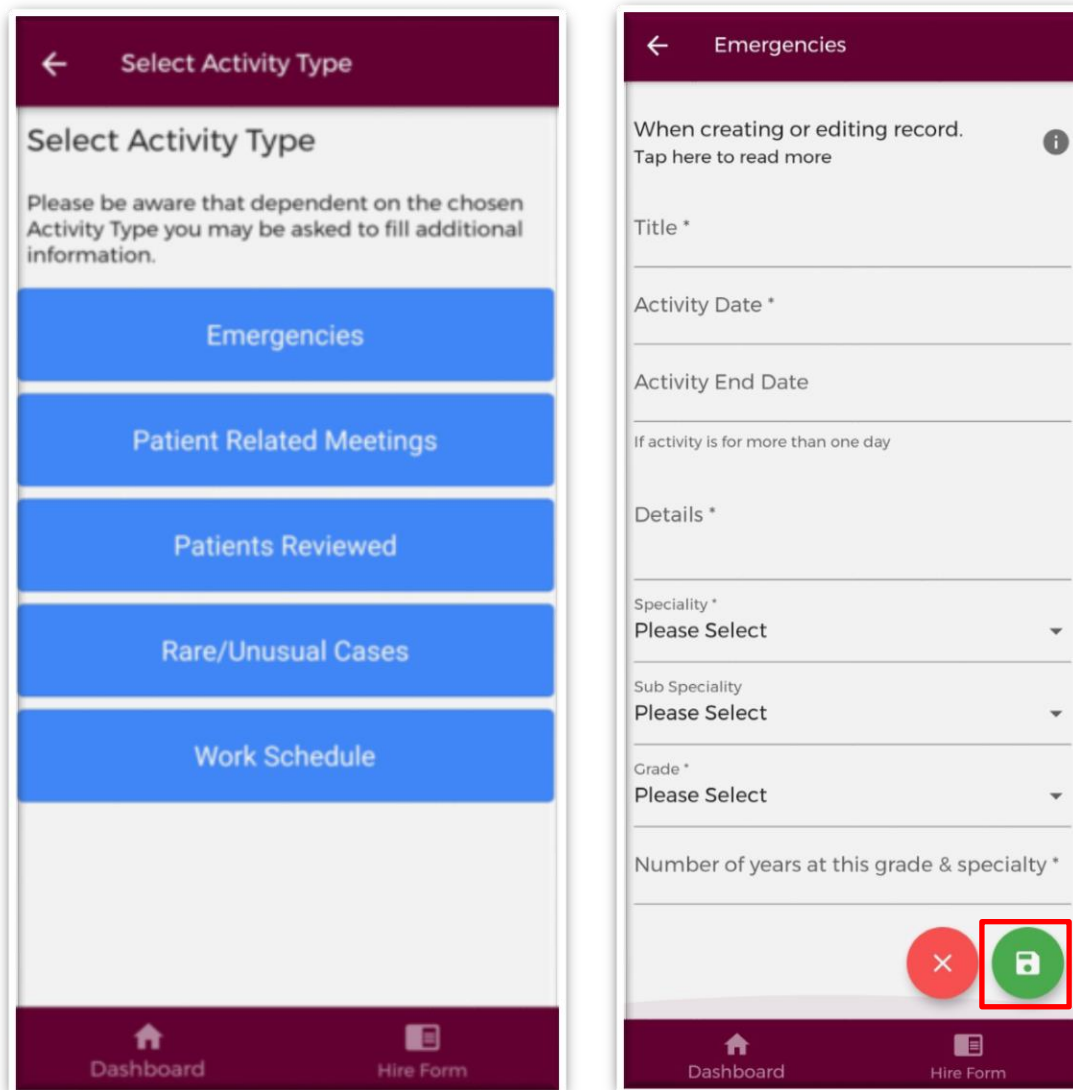 Select Activity Type
Select Activity Type
Please be aware that dependent on the chosen
Activity Type you may be asked to fill additional
information.
Emergencies
Patient Related Meetings
Patients Reviewed
Rare/Unusual Cases
Work Schedule
Dashboard
Hire Form
Emergencies
When creating or editing record.
Tap here to read more
Title *
Activity Date *
Activity End Date
If activity is for more than one day
Details *
Speciality *
Please Select
Sub Speciality
Please Select
Grade *
Please Select
Number of years at this grade & specialty *
Dashboard
Hire Form